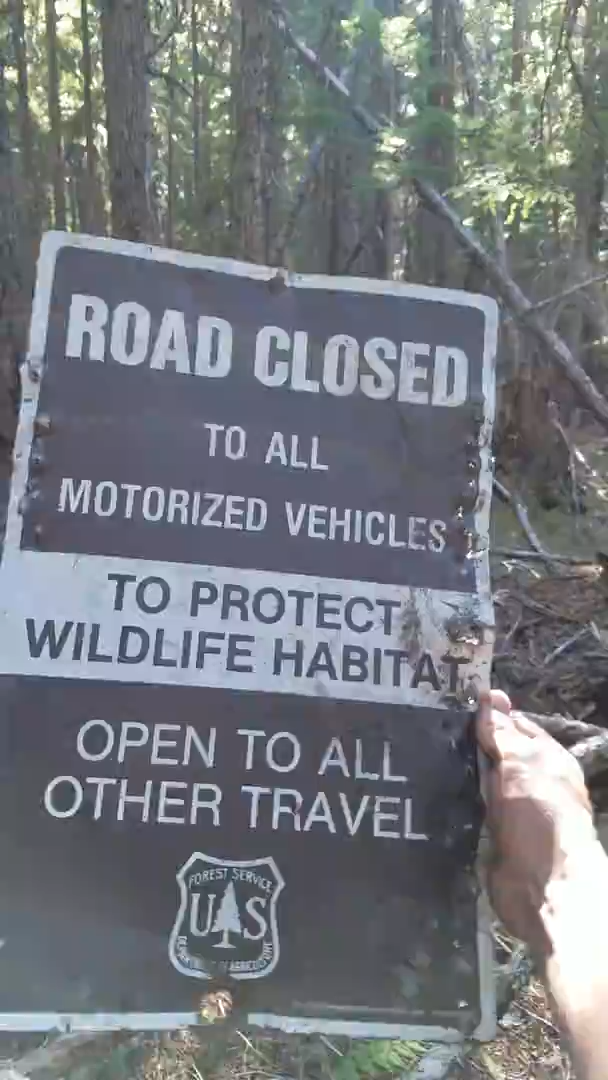 ROAD CLOSED
TO ALL
MOTORIZED VEHICLES
TO PROTECT
WILDLIFE HABITAT
OPEN TO ALL
OTHER TRAVEL
FOREST SERVICE
US
DEPARTMENT OF AGRICULTURE